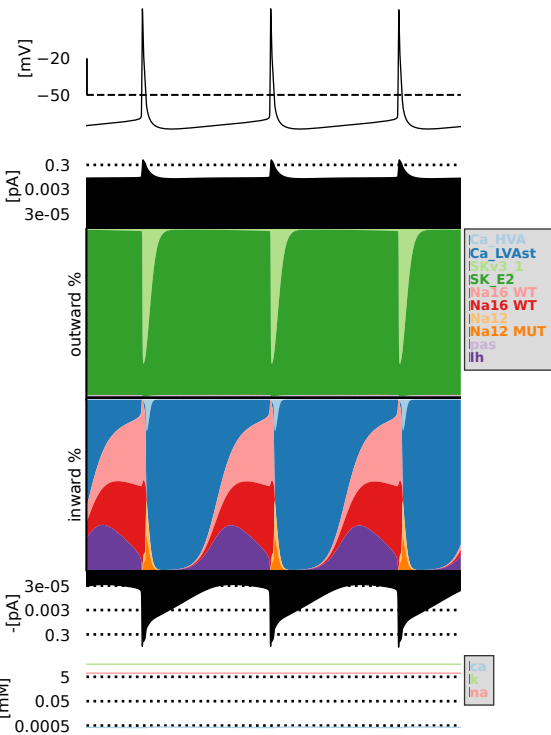 [mV]
−20
−50
[pA]
0.3
0.003
3e-05
outward %
Ca_HVA
Ca_LVAst
SKv3_1
SK_E2
Na16 WT
Na16 WT
Na12
Na12 MUT
pas
Ih
inward %
-[pA]
3e-05
0.003
0.3
[mM]
5
0.05
0.0005
ca
k
na